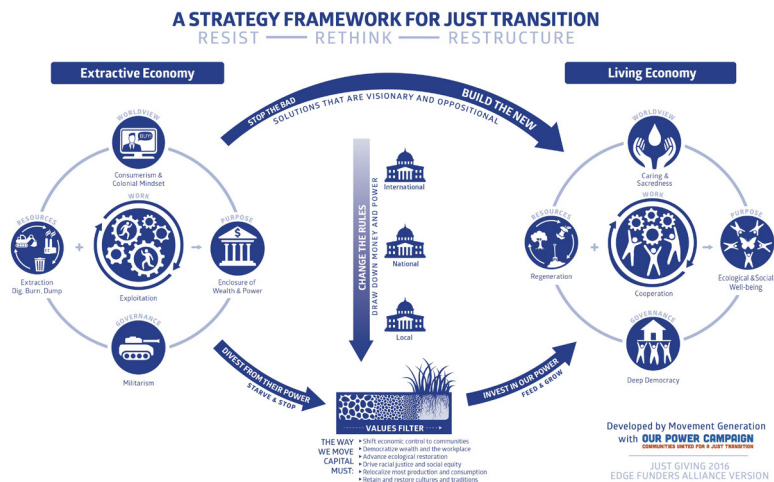 A STRATEGY FRAMEWORK FOR JUST TRANSITION
RESIST RETHINK RESTRUCTURE
Extractive Economy
WORLDVIEW
BUY!
Consumerism &
Colonial Mindset
RESOURCES
Extraction
Dig, Burn, Dump
+
WORK
Exploitation
PURPOSE
$
Enclosure of
Wealth & Power
GOVERNANCE
Militarism
STOP THE BAD
BUILD THE NEW
SOLUTIONS THAT ARE VISIONARY AND OPPOSITIONAL
CHANGE THE RULES
DRAW DOWN MONEY AND POWER
International
National
Local
DIVEST FROM THEIR POWER
STARVE & STOP
INVEST IN OUR POWER
FEED & GROW
VALUES FILTER
THE WAY
WE MOVE
CAPITAL
MUST:
Shift economic control to communities
Democratize wealth and the workplace
Advance ecological restoration
Drive racial justice and social equity
Relocalize most production and consumption
Retain and restore cultures and traditions
Living Economy
WORLDVIEW
Caring &
Sacredness
RESOURCES
Regeneration
+
WORK
Cooperation
PURPOSE
Ecological &Social
Well-being
GOVERNANCE
Deep Democracy
Developed by Movement Generation
with OUR POWER CAMPAIGN
COMMUNITIES UNITED FOR A JUST TRANSITION
JUST GIVING 2016
EDGE FUNDERS ALLIANCE VERSION